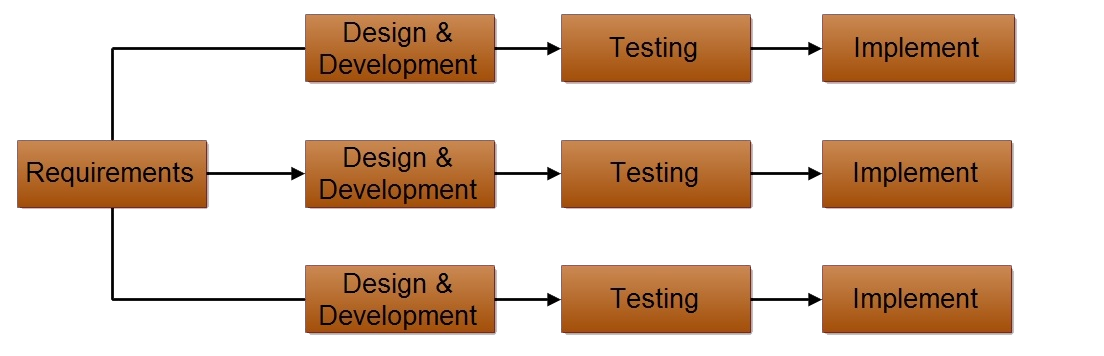 Design &
Development
Testing
Implement
Requirements
Design &
Development
Testing
Implement
Design &
Development
Testing
Implement